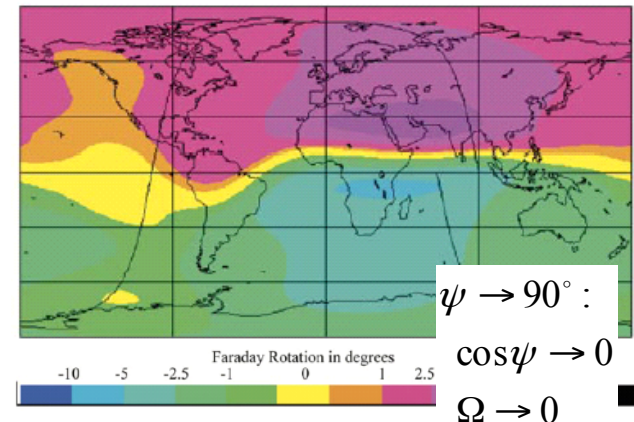 ψ → 90° :
cosψ → 0
Ω → 0
Faraday Rotation in degrees
-10 -5 -2.5 -1 0 1 2.5